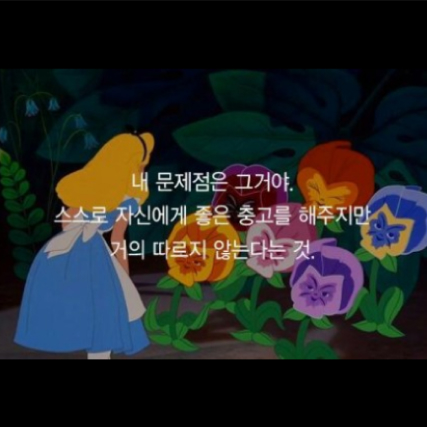 내 문제점은 그거야.
스스로 자신에게 좋은 충고를 해주지만
거의 따르지 않는다는 것.